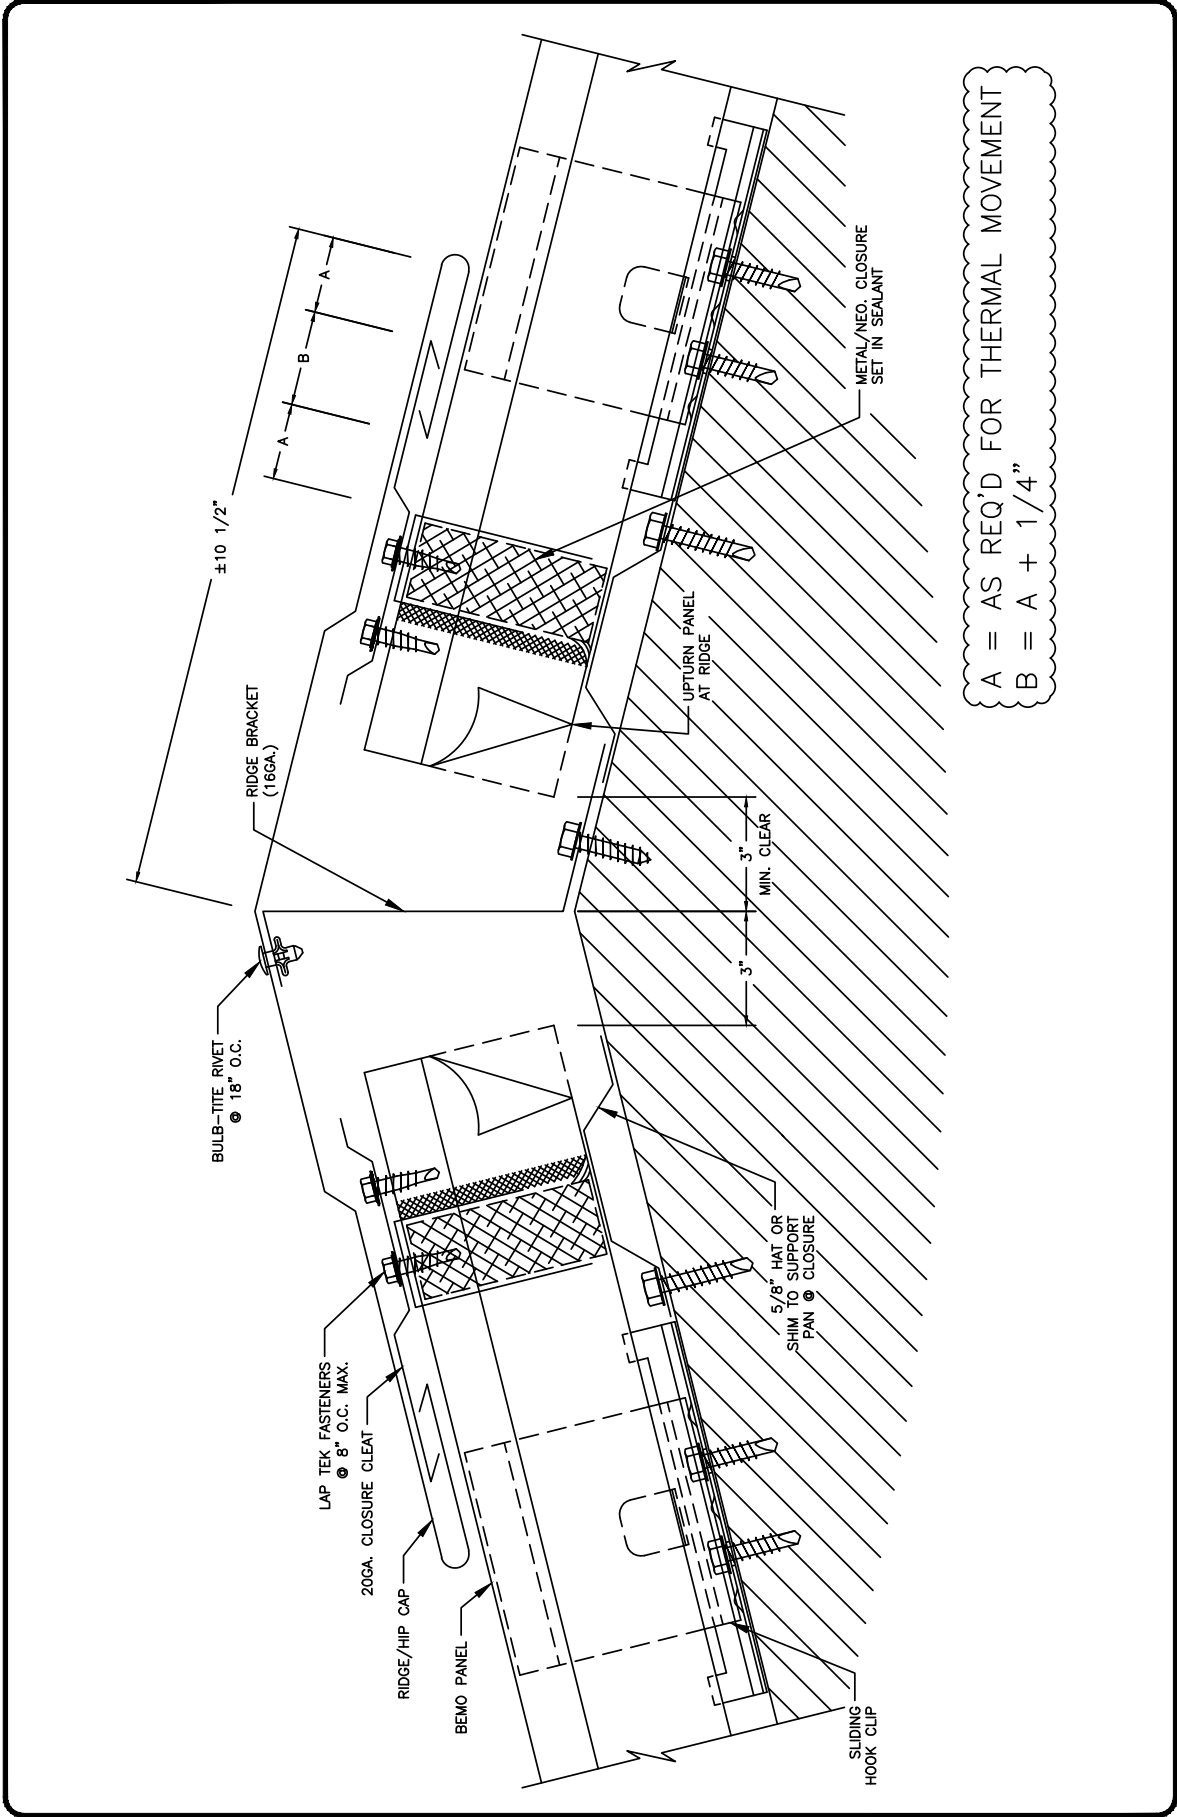 BULB-TITE RIVET
@ 18" O.C.
RIDGE BRACKET
(16GA.)
±10 1/2"
A
B
A
LAP TEK FASTENERS
@ 8" O.C. MAX.
20GA. CLOSURE CLEAT
RIDGE/HIP CAP
BEMO PANEL
SLIDING
HOOK CLIP
5/8" HAT OR
SHIM TO SUPPORT
PAN @ CLOSURE
3"
3"
MIN. CLEAR
UPTURN PANEL
AT RIDGE
METAL/NEO. CLOSURE
SET IN SEALANT
A = AS REQ'D FOR THERMAL MOVEMENT
B = A + 1/4"